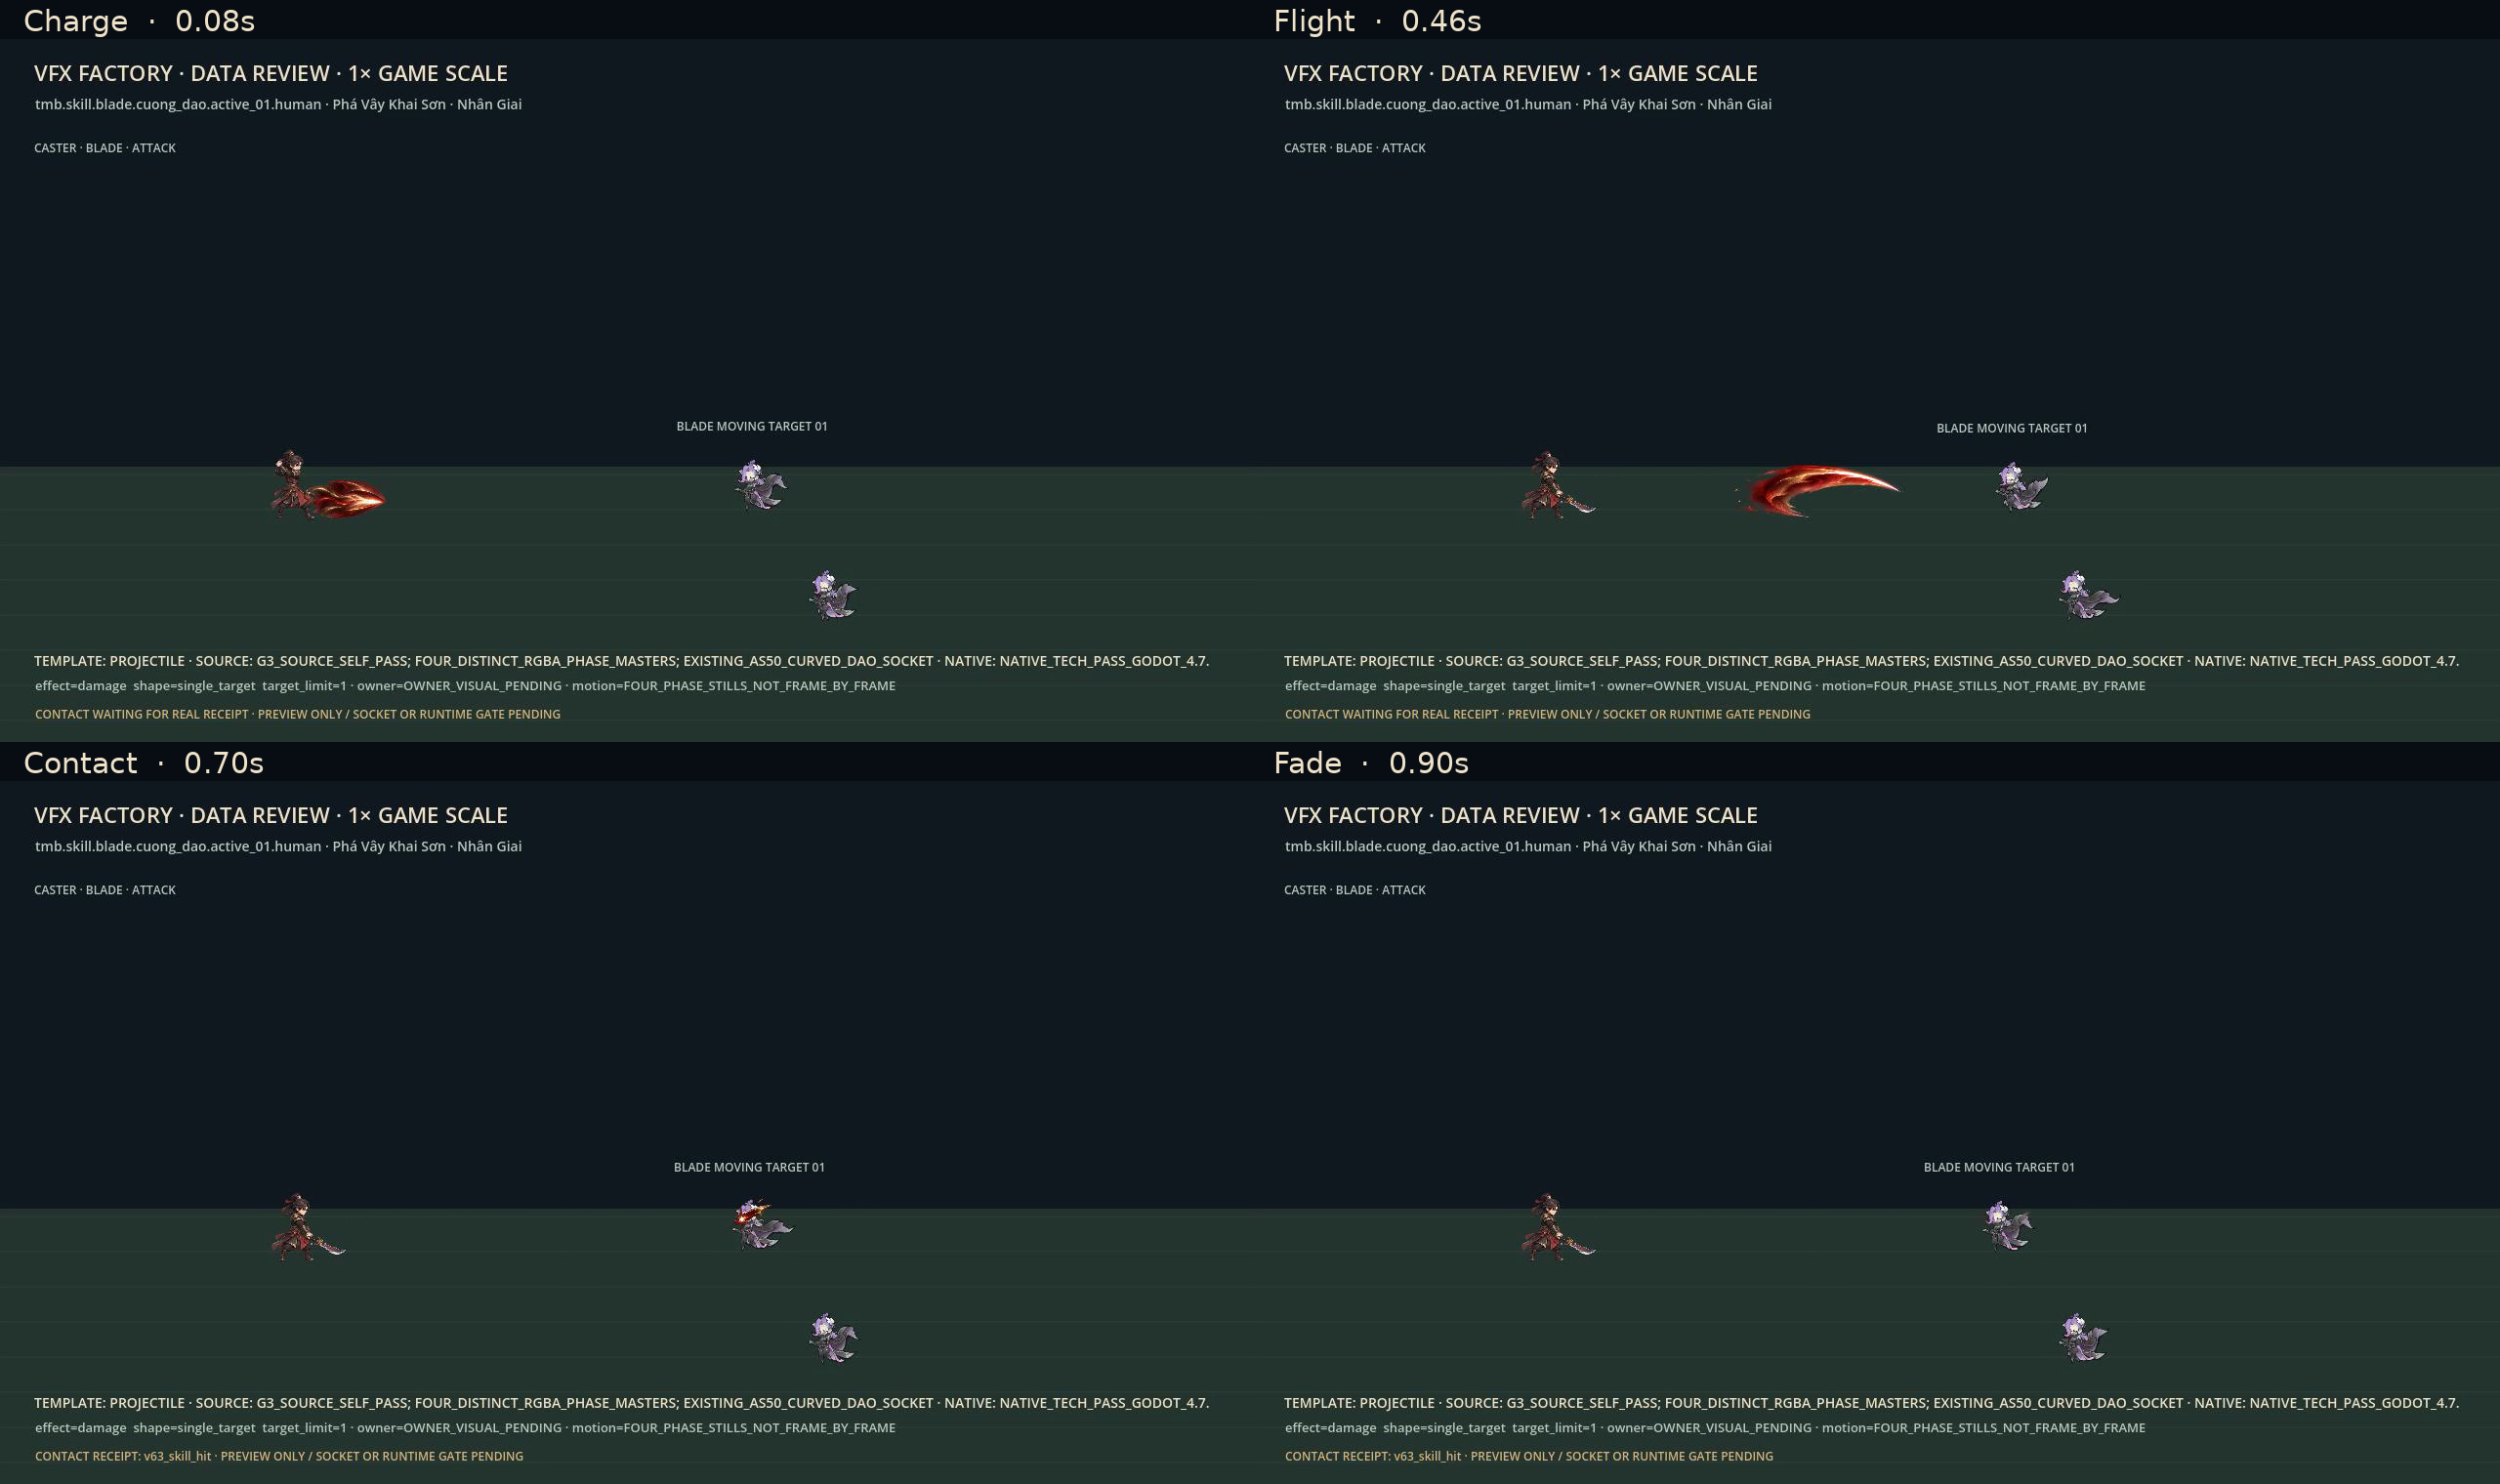 Charge · 0.08s
VFX FACTORY · DATA REVIEW · 1× GAME SCALE
tmb.skill.blade.cuong_dao.active_01.human · Phá Vây Khai Sơn · Nhân Giai
CASTER · BLADE · ATTACK
BLADE MOVING TARGET 01
TEMPLATE: PROJECTILE · SOURCE: G3_SOURCE_SELF_PASS; FOUR_DISTINCT_RGBA_PHASE_MASTERS; EXISTING_AS50_CURVED_DAO_SOCKET · NATIVE: NATIVE_TECH_PASS_GODOT_4.7.
effect=damage shape=single_target target_limit=1 · owner=OWNER_VISUAL_PENDING · motion=FOUR_PHASE_STILLS_NOT_FRAME_BY_FRAME
CONTACT WAITING FOR REAL RECEIPT · PREVIEW ONLY / SOCKET OR RUNTIME GATE PENDING
Flight · 0.46s
VFX FACTORY · DATA REVIEW · 1× GAME SCALE
tmb.skill.blade.cuong_dao.active_01.human · Phá Vây Khai Sơn · Nhân Giai
CASTER · BLADE · ATTACK
BLADE MOVING TARGET 01
TEMPLATE: PROJECTILE · SOURCE: G3_SOURCE_SELF_PASS; FOUR_DISTINCT_RGBA_PHASE_MASTERS; EXISTING_AS50_CURVED_DAO_SOCKET · NATIVE: NATIVE_TECH_PASS_GODOT_4.7.
effect=damage shape=single_target target_limit=1 · owner=OWNER_VISUAL_PENDING · motion=FOUR_PHASE_STILLS_NOT_FRAME_BY_FRAME
CONTACT WAITING FOR REAL RECEIPT · PREVIEW ONLY / SOCKET OR RUNTIME GATE PENDING
Contact · 0.70s
VFX FACTORY · DATA REVIEW · 1× GAME SCALE
tmb.skill.blade.cuong_dao.active_01.human · Phá Vây Khai Sơn · Nhân Giai
CASTER · BLADE · ATTACK
BLADE MOVING TARGET 01
TEMPLATE: PROJECTILE · SOURCE: G3_SOURCE_SELF_PASS; FOUR_DISTINCT_RGBA_PHASE_MASTERS; EXISTING_AS50_CURVED_DAO_SOCKET · NATIVE: NATIVE_TECH_PASS_GODOT_4.7.
effect=damage shape=single_target target_limit=1 · owner=OWNER_VISUAL_PENDING · motion=FOUR_PHASE_STILLS_NOT_FRAME_BY_FRAME
CONTACT RECEIPT: v63_skill_hit · PREVIEW ONLY / SOCKET OR RUNTIME GATE PENDING
Fade · 0.90s
VFX FACTORY · DATA REVIEW · 1× GAME SCALE
tmb.skill.blade.cuong_dao.active_01.human · Phá Vây Khai Sơn · Nhân Giai
CASTER · BLADE · ATTACK
BLADE MOVING TARGET 01
TEMPLATE: PROJECTILE · SOURCE: G3_SOURCE_SELF_PASS; FOUR_DISTINCT_RGBA_PHASE_MASTERS; EXISTING_AS50_CURVED_DAO_SOCKET · NATIVE: NATIVE_TECH_PASS_GODOT_4.7.
effect=damage shape=single_target target_limit=1 · owner=OWNER_VISUAL_PENDING · motion=FOUR_PHASE_STILLS_NOT_FRAME_BY_FRAME
CONTACT RECEIPT: v63_skill_hit · PREVIEW ONLY / SOCKET OR RUNTIME GATE PENDING